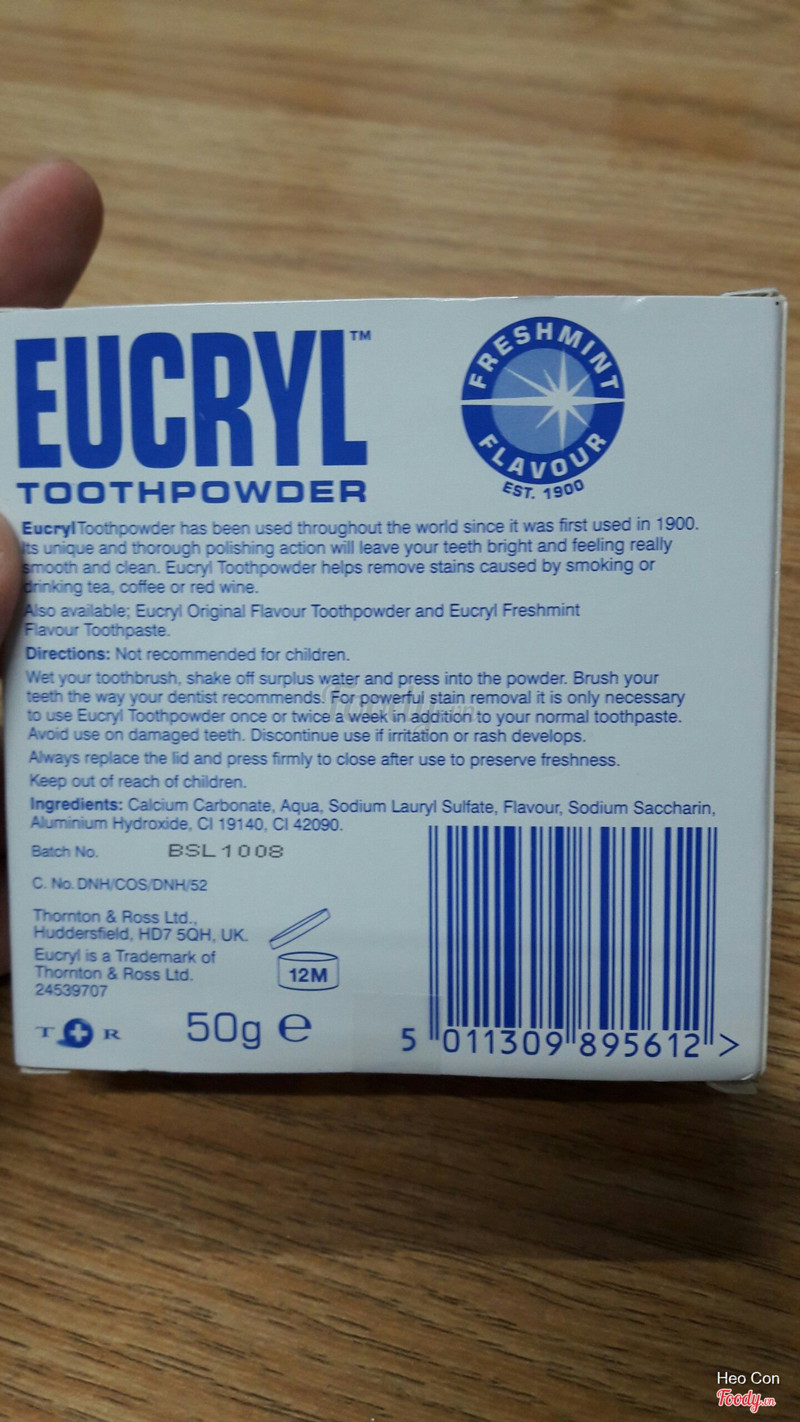 EUCRYL™
TOOTHPOWDER
FRESHMINT
FLAVOUR
EST. 1900
Eucryl Toothpowder has been used throughout the world since it was first used in 1900.
Its unique and thorough polishing action will leave your teeth bright and feeling really
smooth and clean. Eucryl Toothpowder helps remove stains caused by smoking or
drinking tea, coffee or red wine.
Also available; Eucryl Original Flavour Toothpowder and Eucryl Freshmint
Flavour Toothpaste.
Directions: Not recommended for children.
Wet your toothbrush, shake off surplus water and press into the powder. Brush your
teeth the way your dentist recommends. For powerful stain removal it is only necessary
to use Eucryl Toothpowder once or twice a week in addition to your normal toothpaste.
Avoid use on damaged teeth. Discontinue use if irritation or rash develops.
Always replace the lid and press firmly to close after use to preserve freshness.
Keep out of reach of children.
Ingredients: Calcium Carbonate, Aqua, Sodium Lauryl Sulfate, Flavour, Sodium Saccharin,
Aluminium Hydroxide, CI 19140, CI 42090.
Batch No. BSL1008
C. No. DNH/COS/DNH/52
Thornton & Ross Ltd.,
Huddersfield, HD7 5QH, UK.
Eucryl is a Trademark of
Thornton & Ross Ltd.
24539707
12M
T R
50g e
5 011309 895612 >
Heo Con
Foody.vn